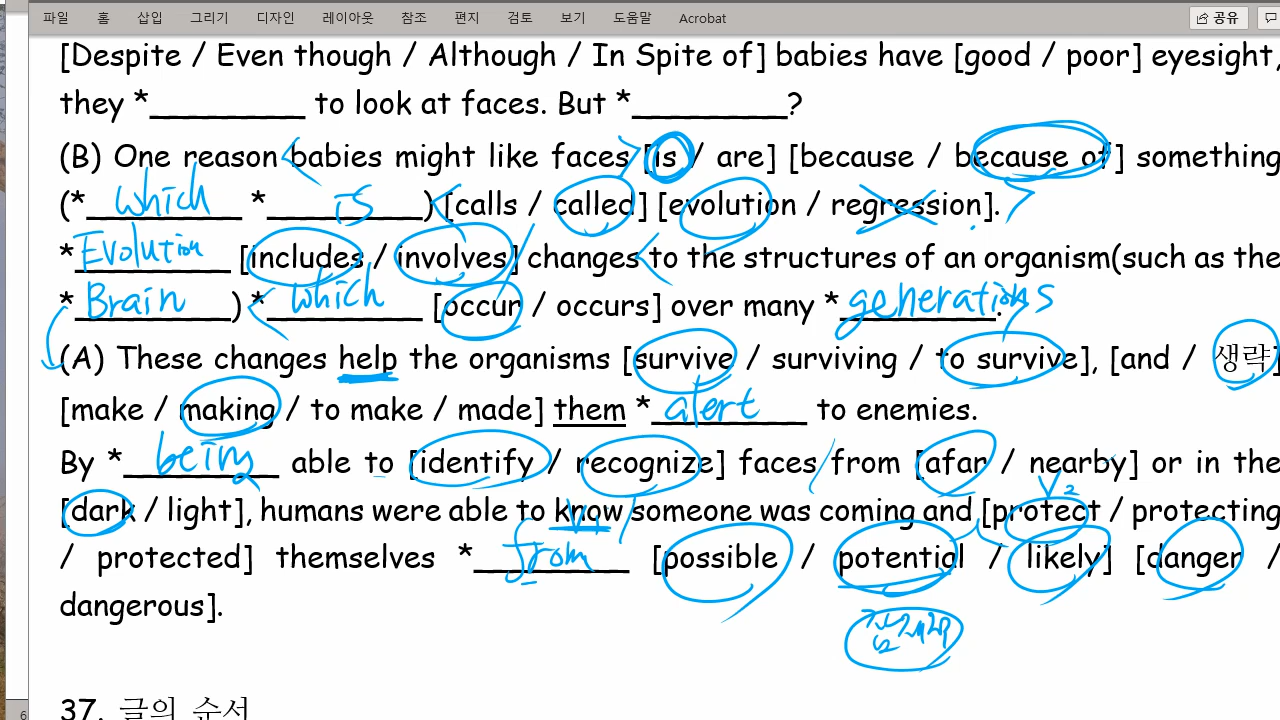 파일 홈 삽입 그리기 디자인 레이아웃 참조 편지 검토 보기 도움말 Acrobat 공유
[Despite / Even though / Although / In Spite of] babies have [good / poor] eyesight,
they *__________ to look at faces. But *__________?
(B) One reason babies might like faces [is / are] [because / because of] something
(*which *is) [calls / called] [evolution / regression].
*Evolution [includes / involves] changes to the structures of an organism(such as the
*Brain) *which [occur / occurs] over many *generations.
(A) These changes help the organisms [survive / surviving / to survive], [and / 생략]
[make / making / to make / made] them *alert to enemies.
By *being able to [identify / recognize] faces from [afar / nearby] or in the
V2
[dark / light], humans were able to know someone was coming and [protect / protecting
V1
/ protected] themselves *from [possible / potential / likely] [danger /
dangerous].
잠재적
37. 글의 순서
6